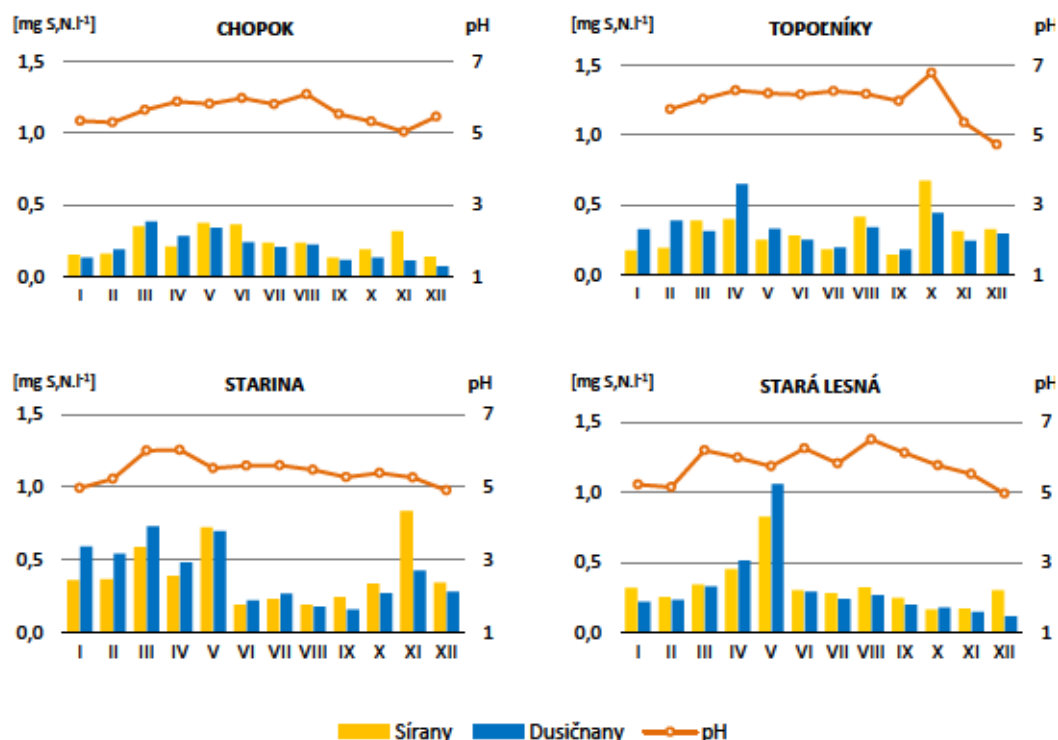 [mg S,N.l⁻¹] CHOPOK pH
1,5 7
1,0 5
0,5 3
0,0 1
I II III IV V VI VII VIII IX X XI XII
[mg S,N.l⁻¹] TOPOĽNÍKY pH
1,5 7
1,0 5
0,5 3
0,0 1
I II III IV V VI VII VIII IX X XI XII
[mg S,N.l⁻¹] STARINA pH
1,5 7
1,0 5
0,5 3
0,0 1
I II III IV V VI VII VIII IX X XI XII
[mg S,N.l⁻¹] STARÁ LESNÁ pH
1,5 7
1,0 5
0,5 3
0,0 1
I II III IV V VI VII VIII IX X XI XII
Sírany Dusičnany pH